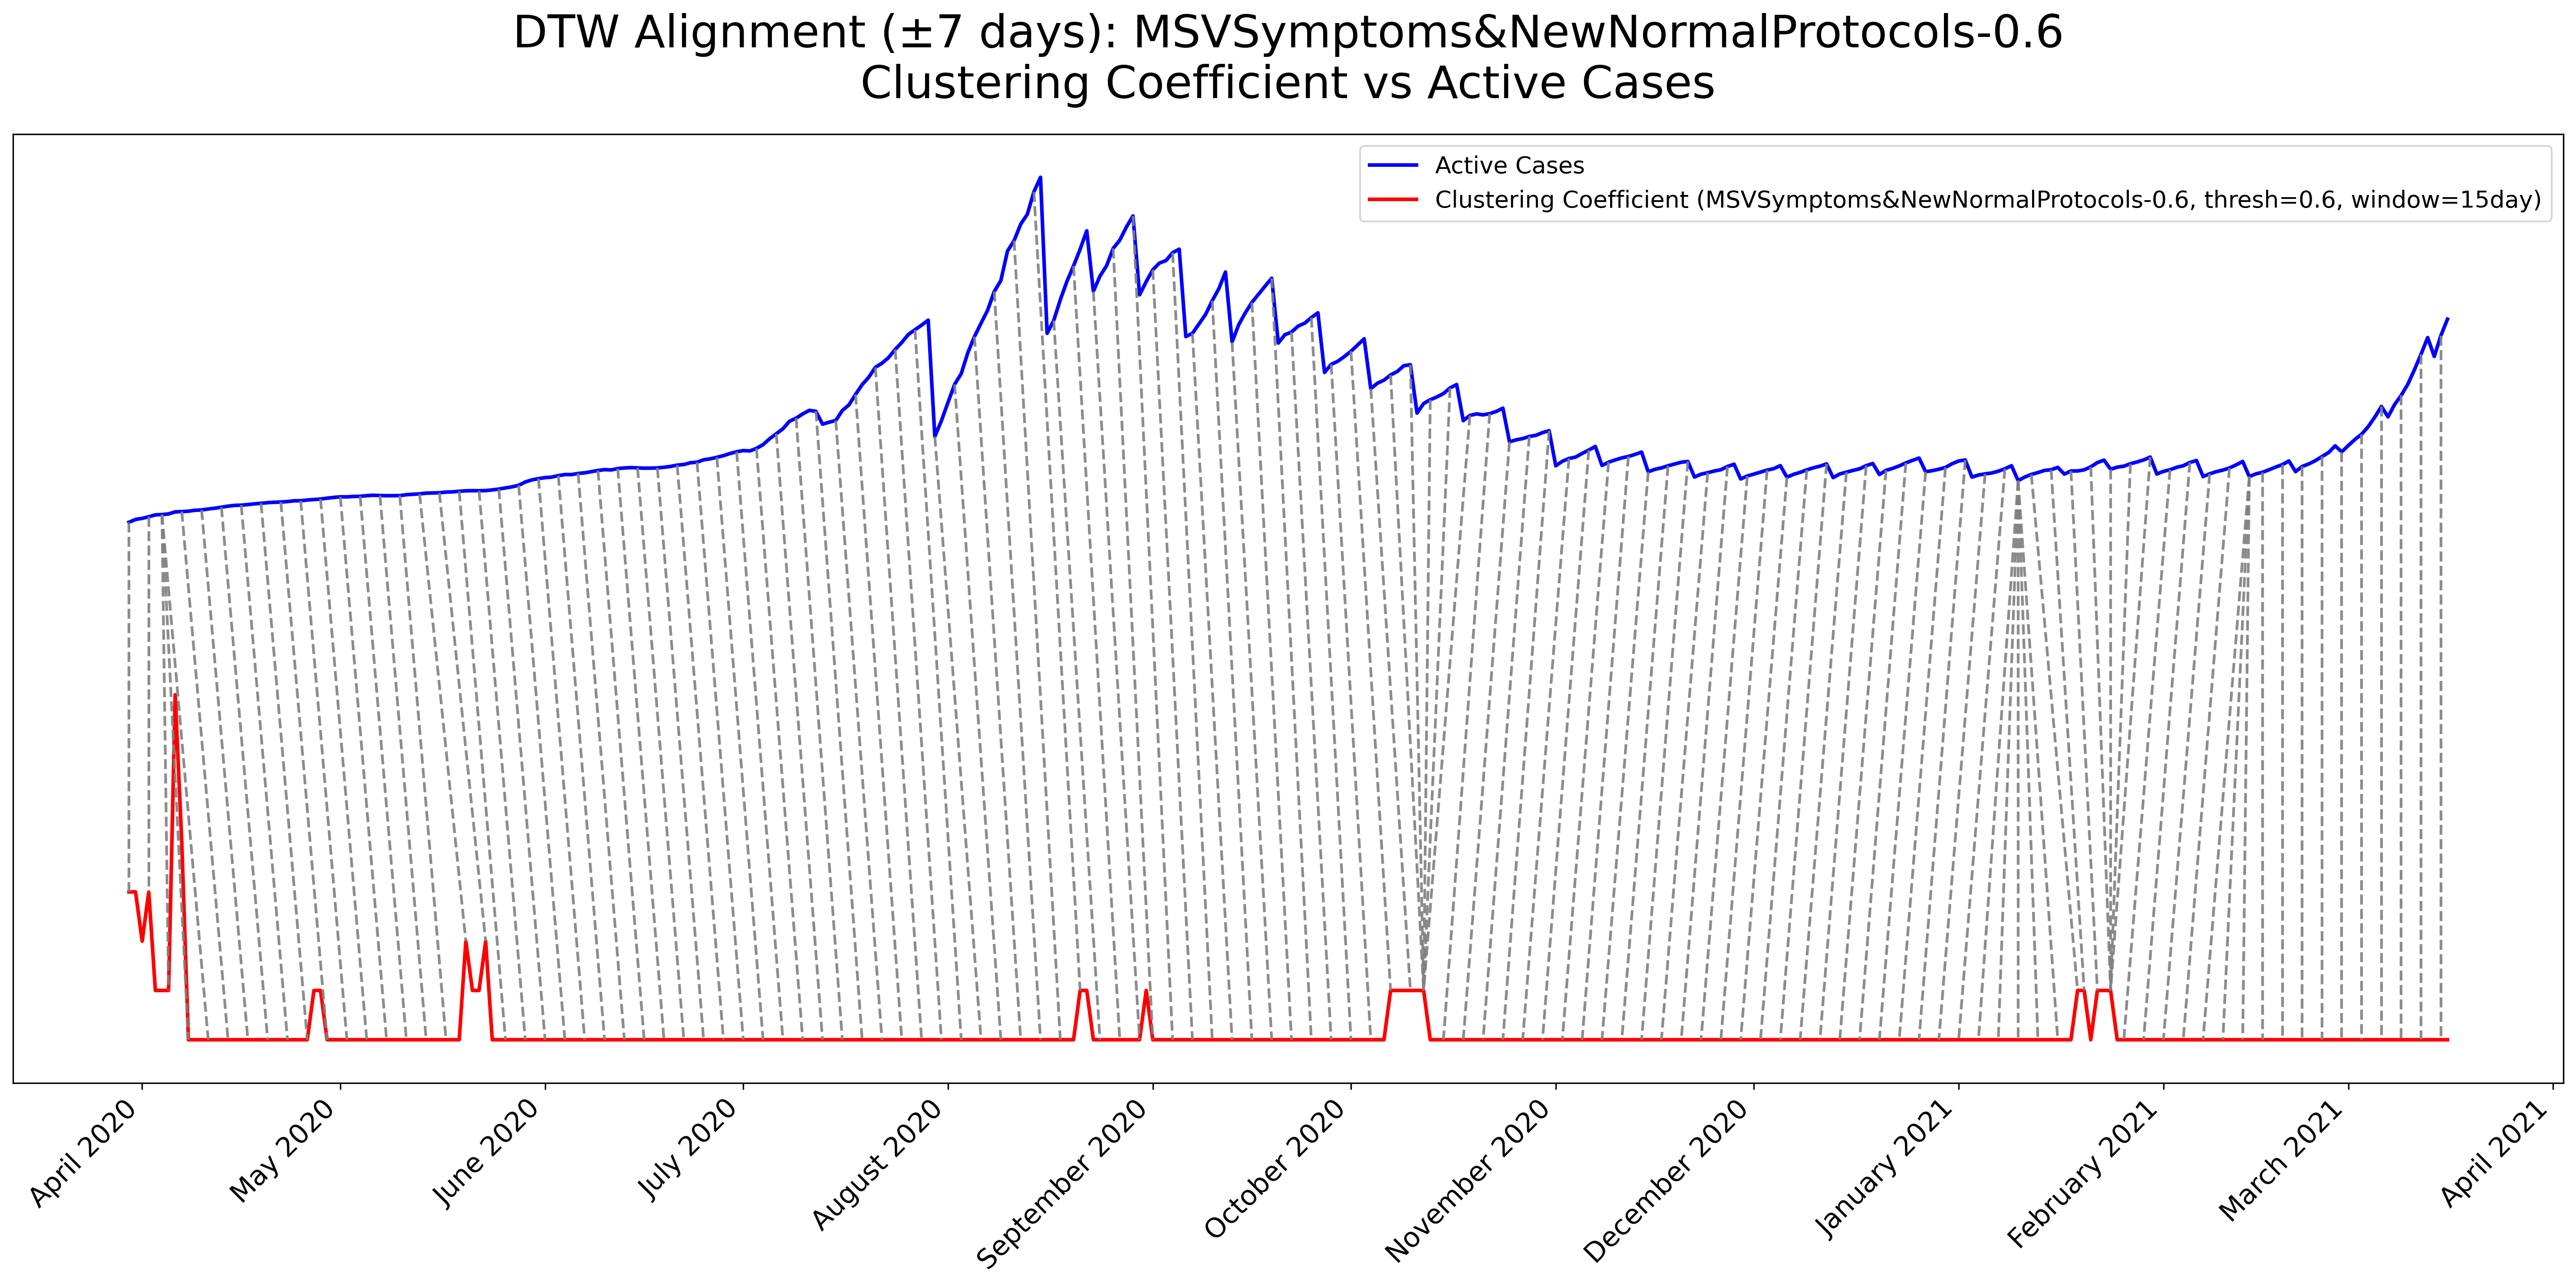 DTW Alignment (±7 days): MSVSymptoms&NewNormalProtocols-0.6
Clustering Coefficient vs Active Cases
Active Cases
Clustering Coefficient (MSVSymptoms&NewNormalProtocols-0.6, thresh=0.6, window=15day)
April 2020
May 2020
June 2020
July 2020
August 2020
September 2020
October 2020
November 2020
December 2020
January 2021
February 2021
March 2021
April 2021